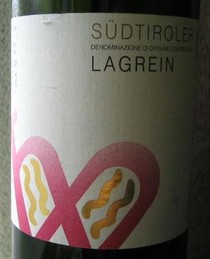 SÜDTIROLER
DENOMINAZIONE DI ORIGINE CONTROLLATA
LAGREIN